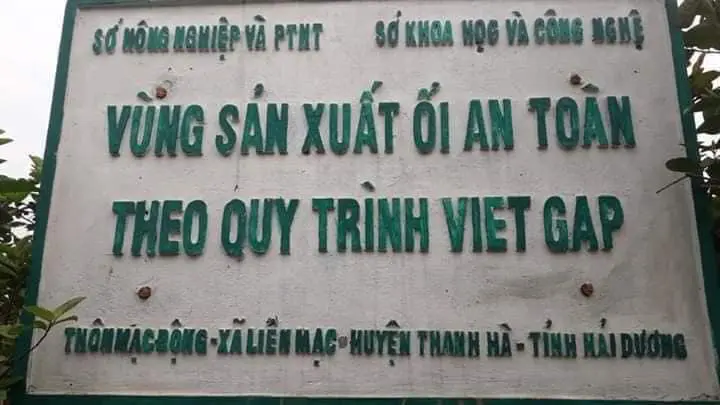 SỞ NÔNG NGHIỆP VÀ PTNT SỞ KHOA HỌC VÀ CÔNG NGHỆ
VÙNG SẢN XUẤT ỔI AN TOÀN
THEO QUY TRÌNH VIET GAP
THÔN MẠC ĐỘNG - XÃ LIÊN MẠC - HUYỆN THANH HÀ - TỈNH HẢI DƯƠNG